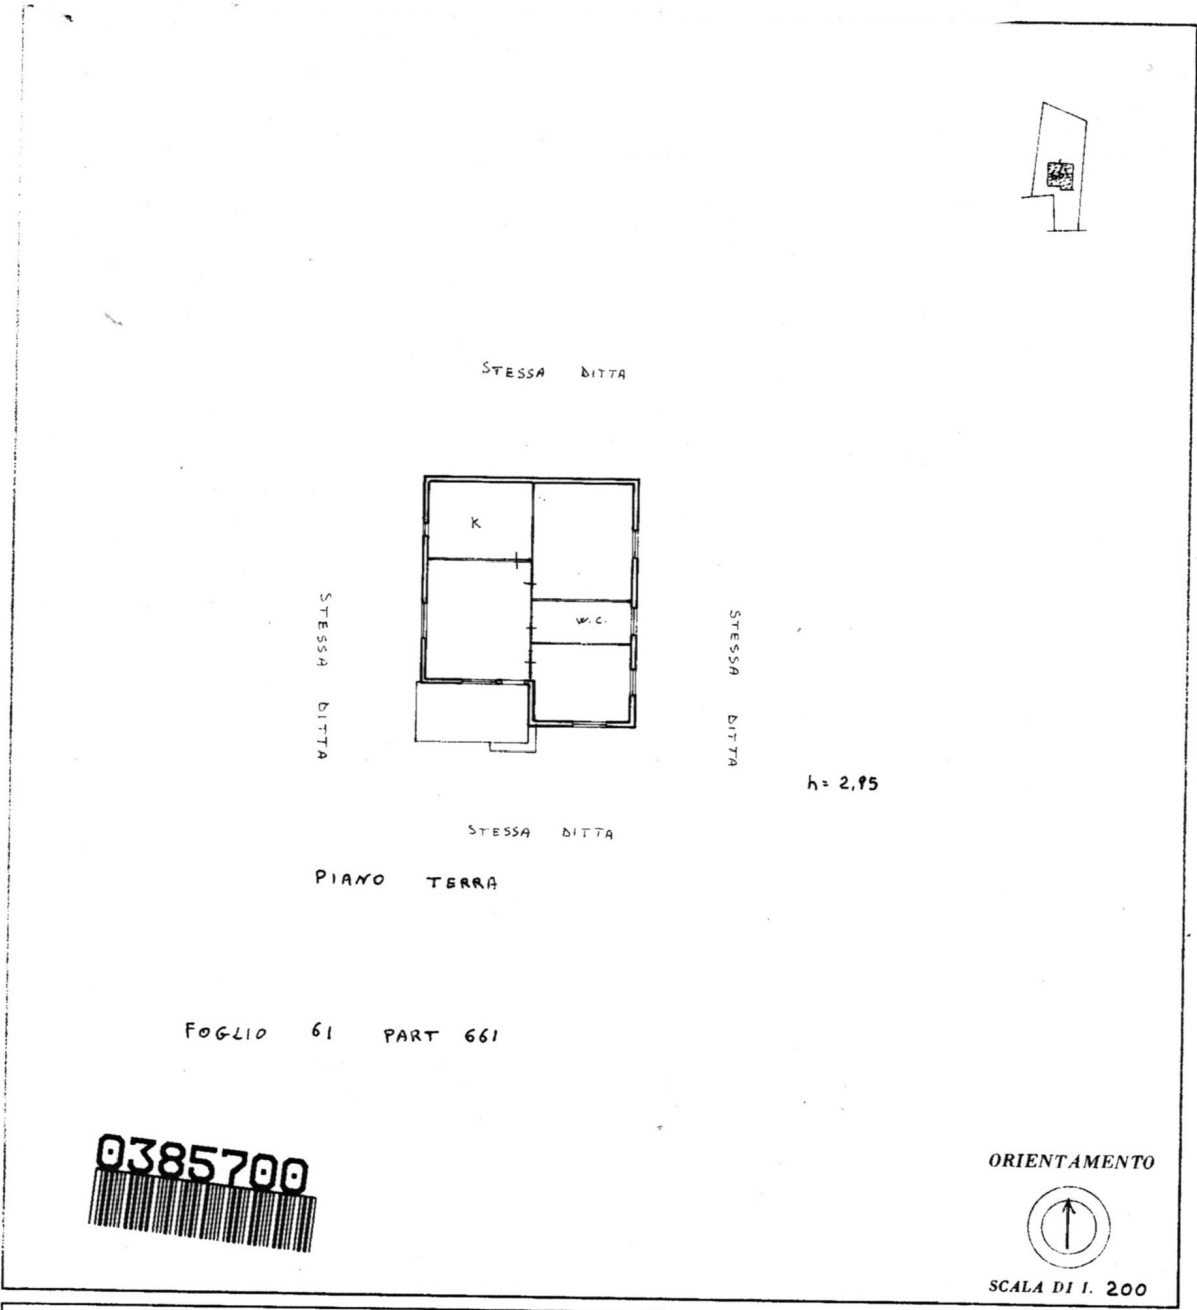 STESSA DITTA
K
W.C.
STESSA DITTA
STESSA DITTA
h= 2,95
STESSA DITTA
PIANO TERRA
FOGLIO 61 PART 661
0385700
ORIENTAMENTO
SCALA DI 1. 200